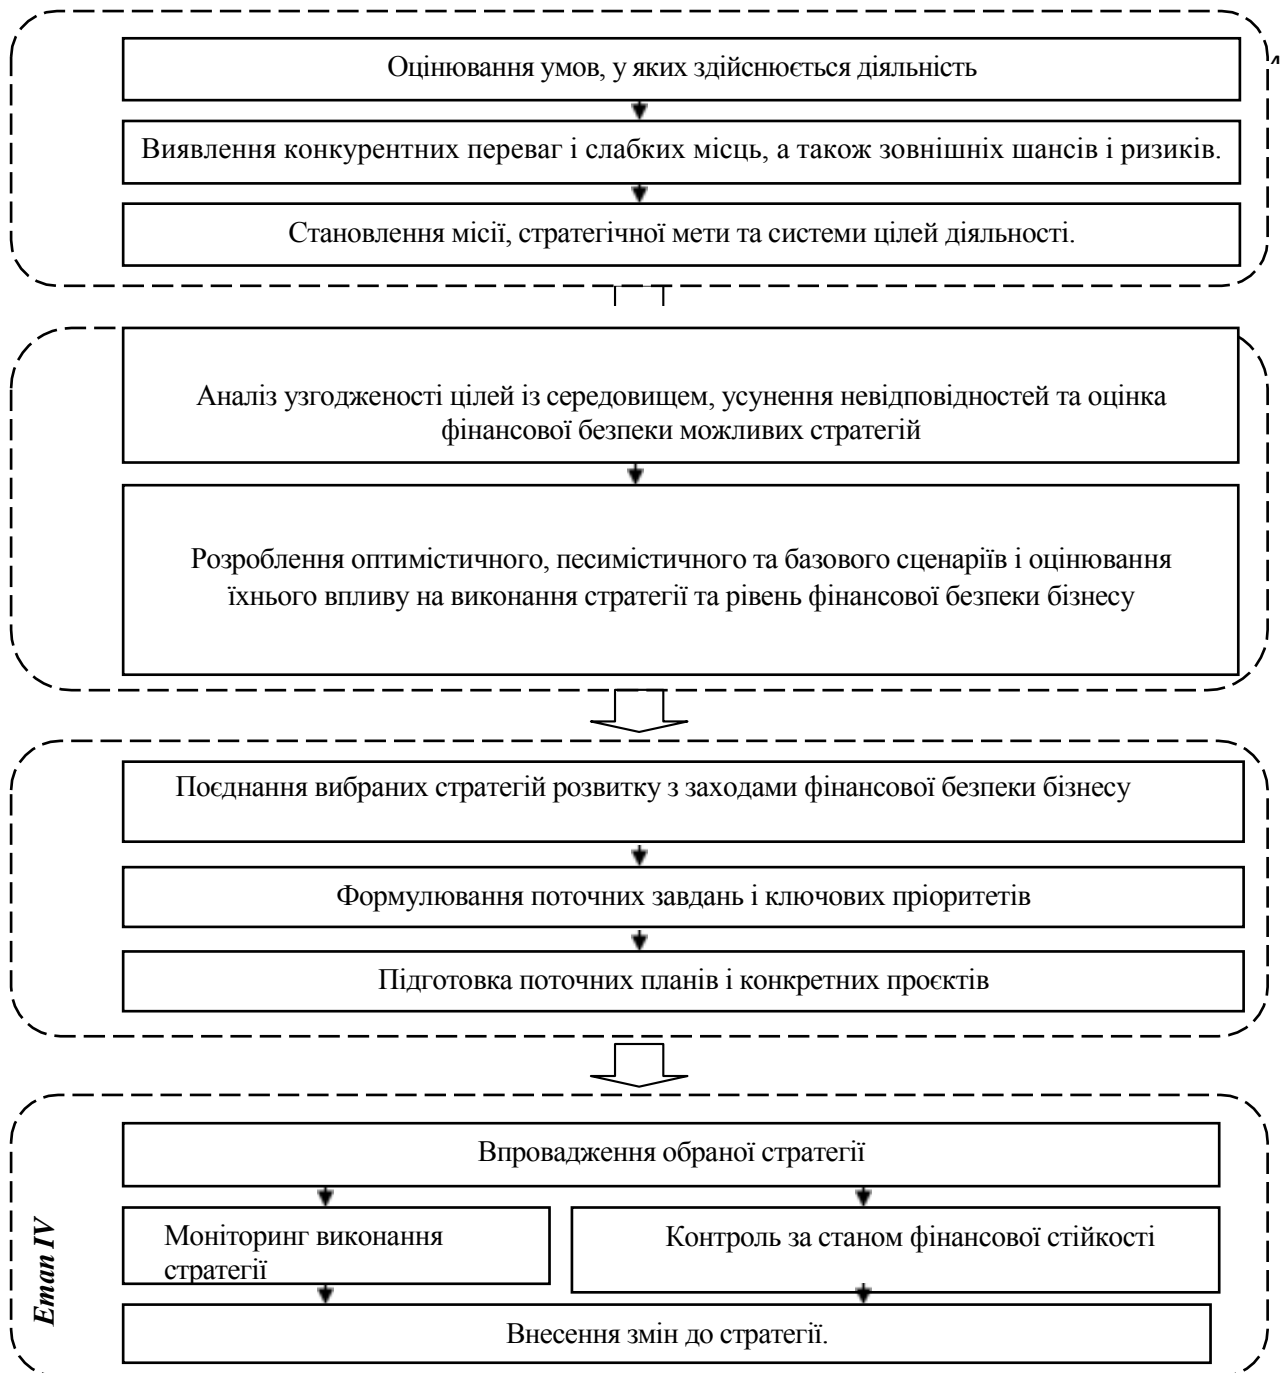 Оцінювання умов, у яких здійснюється діяльність
Виявлення конкурентних переваг і слабких місць, а також зовнішніх шансів і ризиків.
Становлення місії, стратегічної мети та системи цілей діяльності.
Аналіз узгодженості цілей із середовищем, усунення невідповідностей та оцінка
фінансової безпеки можливих стратегій
Розроблення оптимістичного, песимістичного та базового сценаріїв і оцінювання
їхнього впливу на виконання стратегії та рівень фінансової безпеки бізнесу
Поєднання вибраних стратегій розвитку з заходами фінансової безпеки бізнесу
Формулювання поточних завдань і ключових пріоритетів
Підготовка поточних планів і конкретних проєктів
Етап IV
Впровадження обраної стратегії
Моніторинг виконання
стратегії
Контроль за станом фінансової стійкості
Внесення змін до стратегії.